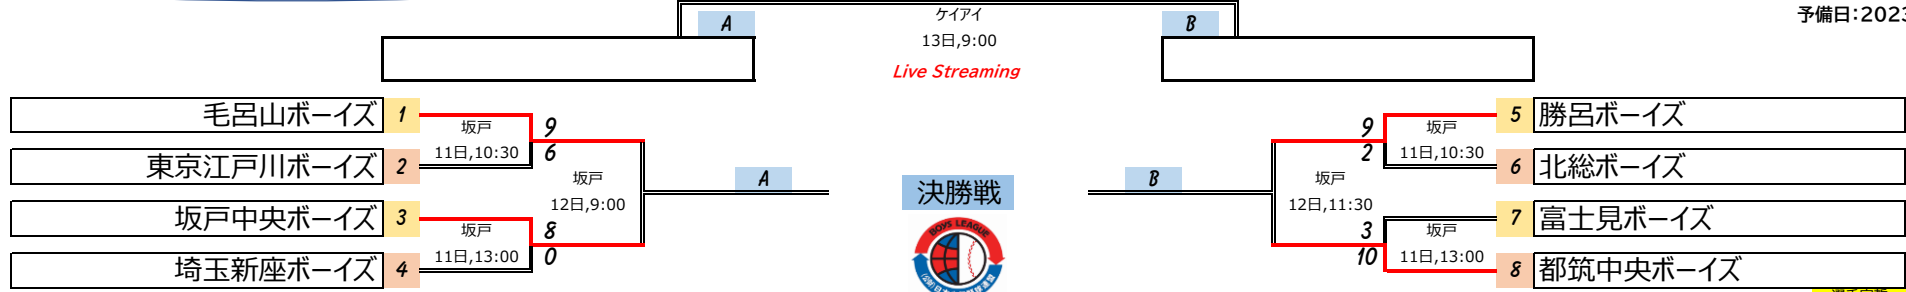 予備日:2023
A
ケイアイ
B
13日,9:00
Live Streaming
毛呂山ボーイズ 1
坂戸
11日,10:30
9
6
東京江戸川ボーイズ 2
坂戸
12日,9:00
A
坂戸中央ボーイズ 3
坂戸
11日,13:00
8
0
埼玉新座ボーイズ 4
決勝戦
BOYS LEAGUE
5 勝呂ボーイズ
坂戸
11日,10:30
9
2
6 北総ボーイズ
B
坂戸
12日,11:30
7 富士見ボーイズ
坂戸
11日,13:00
3
10
8 都筑中央ボーイズ